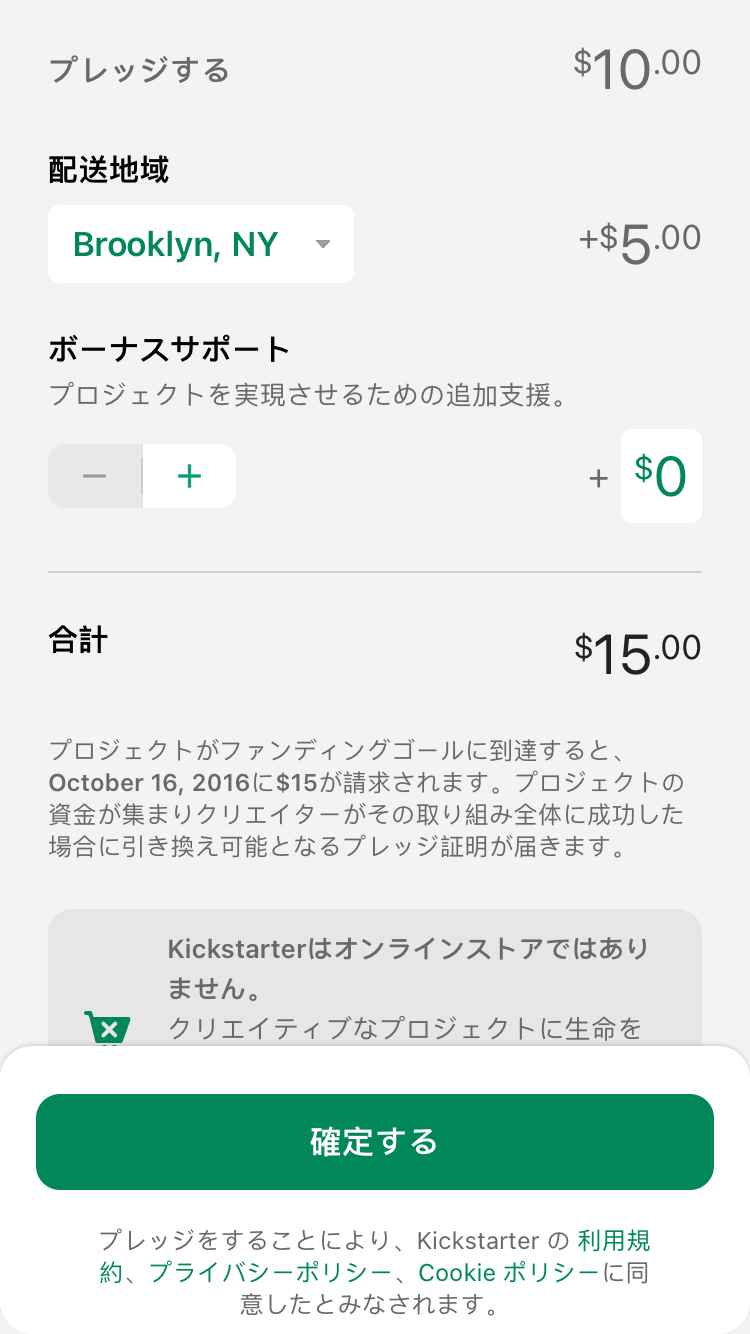 プレッジする $10.00
配送地域
Brooklyn, NY +$5.00
ボーナスサポート
プロジェクトを実現させるための追加支援。
− + + $0
合計 $15.00
プロジェクトがファンディングゴールに到達すると、
October 16, 2016に$15が請求されます。プロジェクトの
資金が集まりクリエイターがその取り組み全体に成功した
場合に引き換え可能となるプレッジ証明が届きます。
Kickstarterはオンラインストアではあり
ません。
クリエイティブなプロジェクトに生命を
確定する
プレッジをすることにより、Kickstarter の 利用規
約、プライバシーポリシー、Cookie ポリシーに同
意したとみなされます。